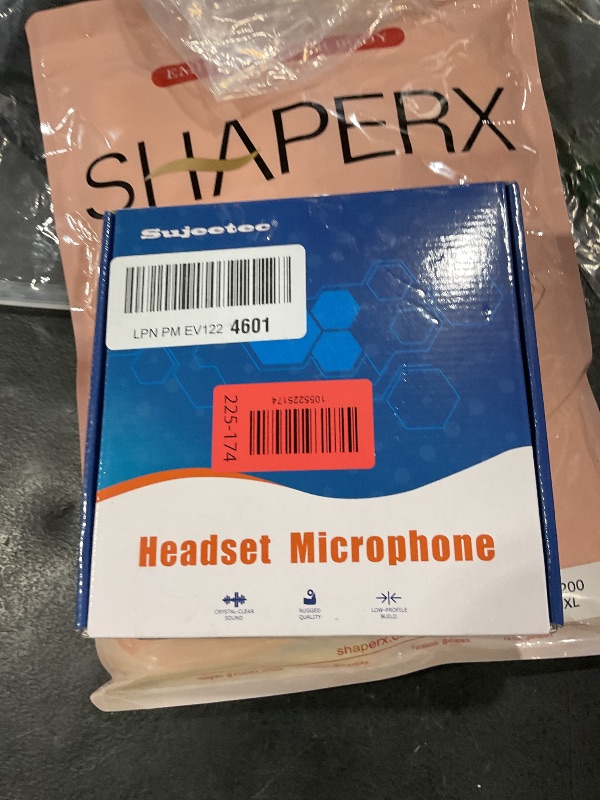 SHAPERX
Sujeetec®
LPN PM EV122 4601
225-174
1055225174
Headset Microphone
CRYSTAL-CLEAR
SOUND
RUGGED
QUALITY
LOW-PROFILE
BUILD
XL
shaperx.c
Facebook